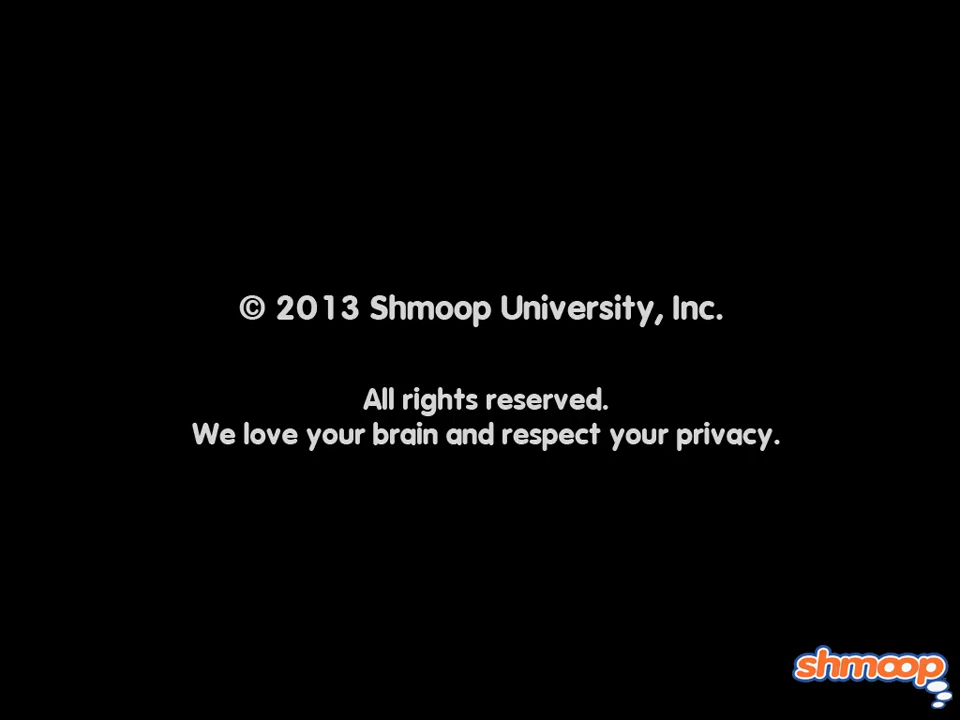 © 2013 Shmoop University, Inc.
All rights reserved.
We love your brain and respect your privacy.
shmoop